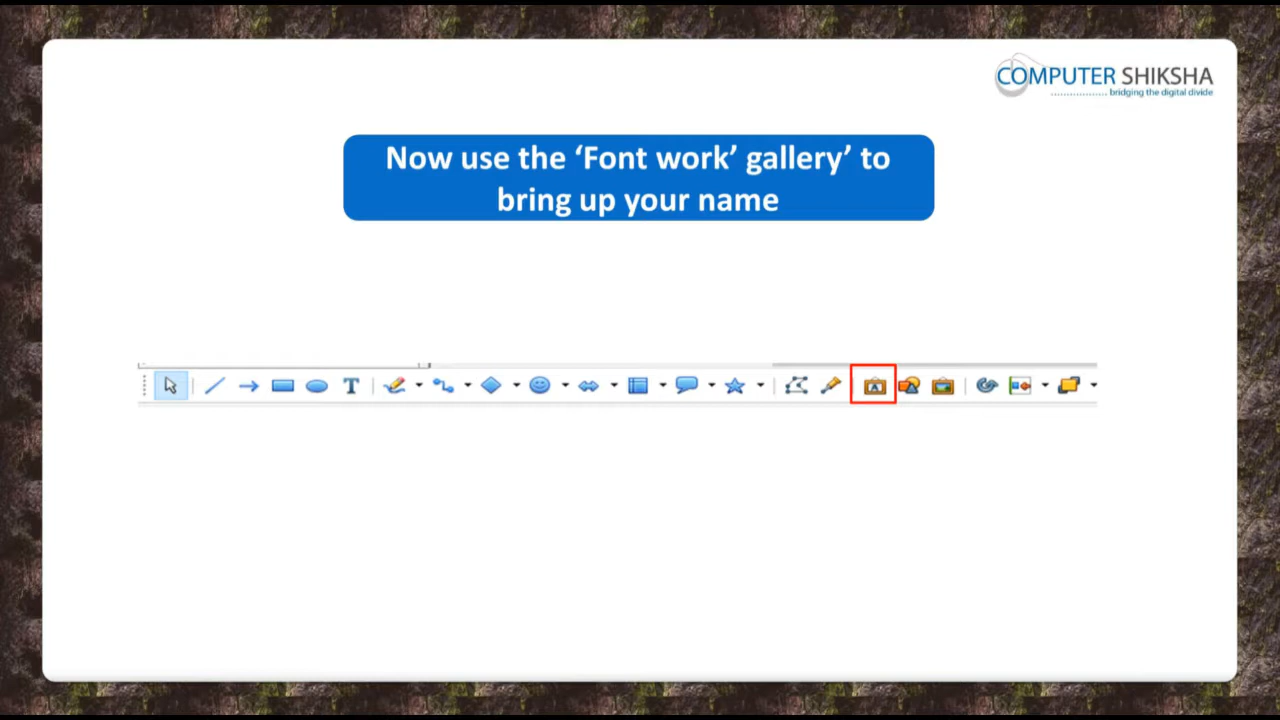 COMPUTER SHIKSHA
bridging the digital divide
Now use the ‘Font work’ gallery’ to
bring up your name
T
A